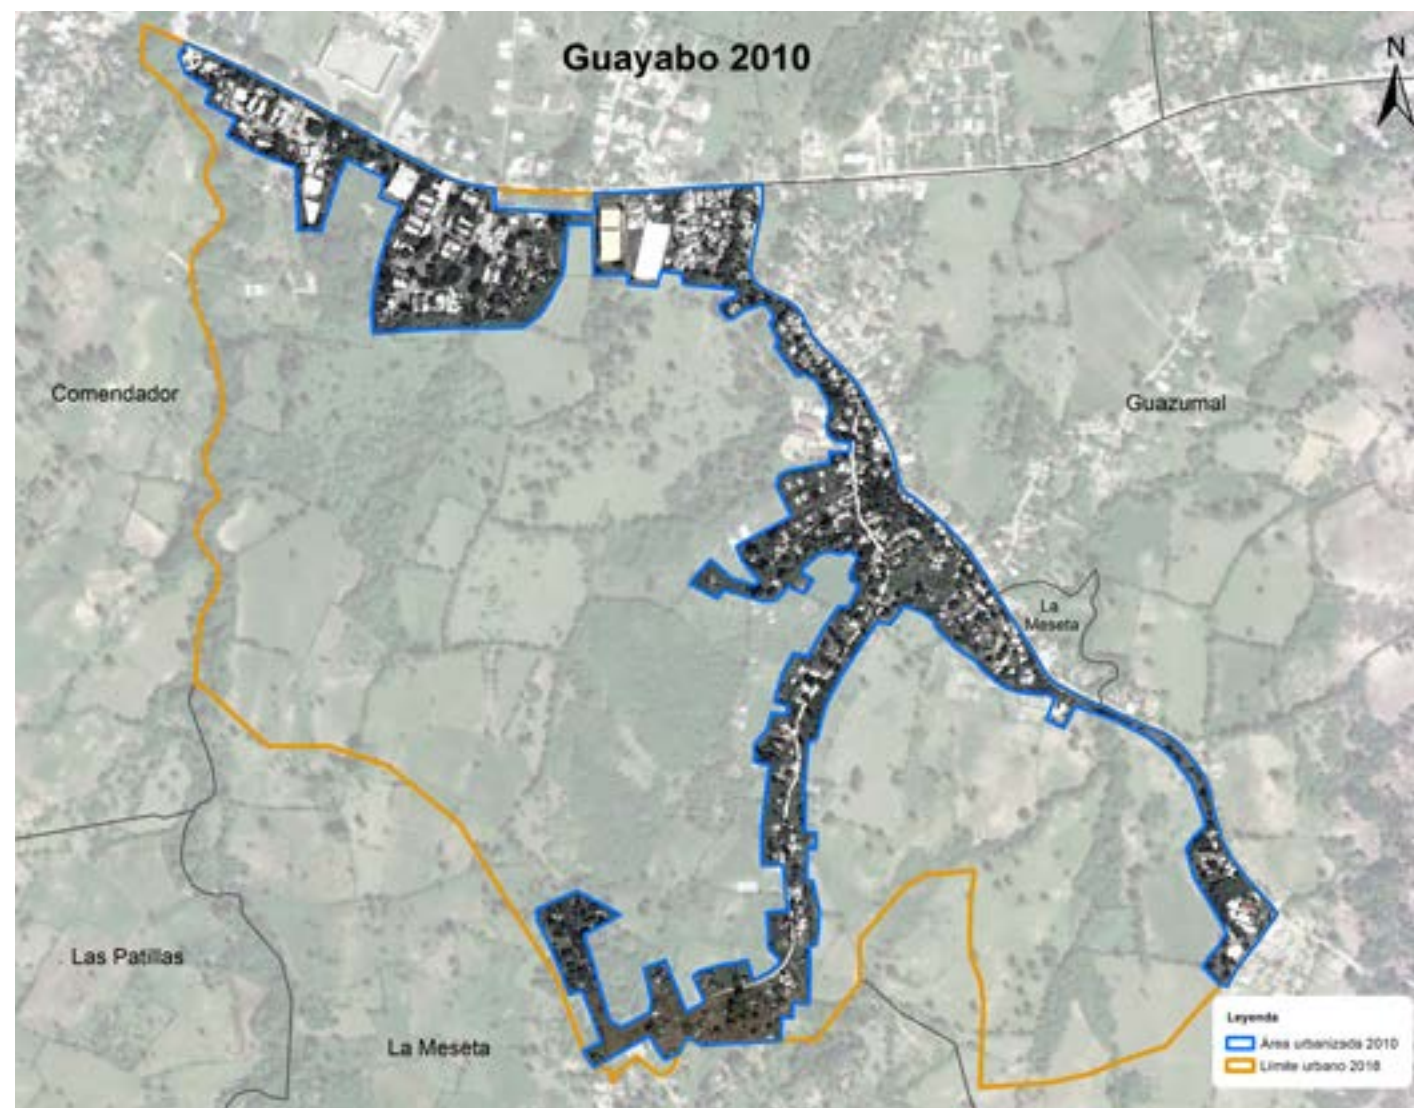 Guayabo 2010
N
Comendador
Guazumal
La
Meseta
Las Patillas
La Meseta
Leyenda
Área urbanizada 2010
Límite urbano 2018